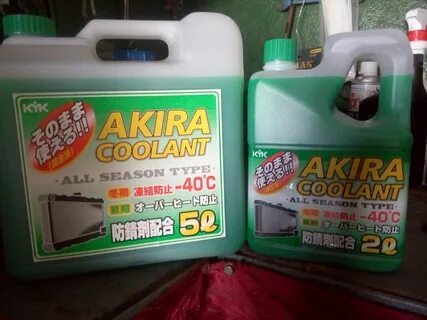 KYK
そのまま
使える!!
AKIRA
COOLANT
-ALL SEASON TYPE-
冬期 凍結防止 -40℃
夏期 オーバーヒート防止
防錆剤配合 5ℓ
KYK
そのまま
使える!!
AKIRA
COOLANT
-ALL SEASON TYPE-
冬期 凍結防止 -40℃
夏期 オーバーヒート防止
防錆剤配合 2ℓ